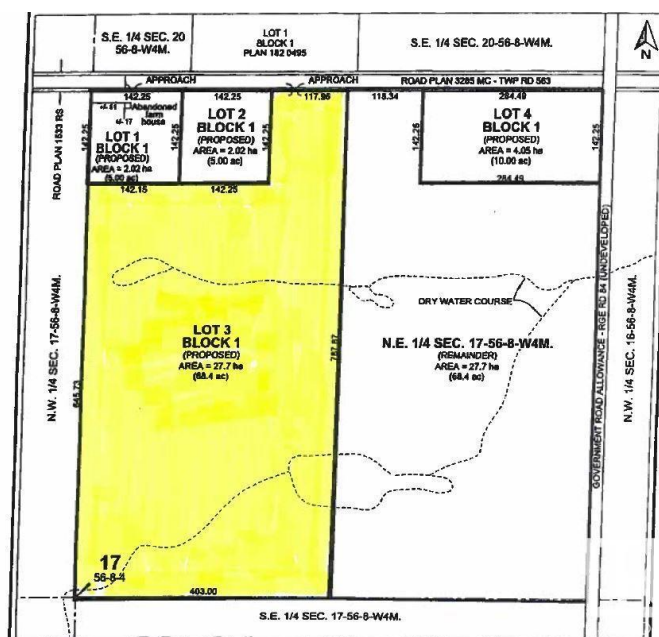 S.E. 1/4 SEC. 20
56-8-W4M.
LOT 1
BLOCK 1
PLAN 182 0495
S.E. 1/4 SEC. 20-56-8-W4M.
N
APPROACH
APPROACH
ROAD PLAN 3285 MC - TWP RD 563
142.25
142.25
117.96
118.34
284.49
Abandoned
farm
house
LOT 1
BLOCK 1
(PROPOSED)
AREA = 2.02 ha
(5.00 ac)
142.25
142.25
LOT 2
BLOCK 1
(PROPOSED)
AREA = 2.02 ha
(5.00 ac)
142.25
142.25
LOT 4
BLOCK 1
(PROPOSED)
AREA = 4.05 ha
(10.00 ac)
142.25
142.15
142.25
284.49
ROAD PLAN 1533 RS
N.W. 1/4 SEC. 17-56-8-W4M.
645.73
LOT 3
BLOCK 1
(PROPOSED)
AREA = 27.7 ha
(68.4 ac)
DRY WATER COURSE
N.E. 1/4 SEC. 17-56-8-W4M.
(REMAINDER)
AREA = 27.7 ha
(68.4 ac)
GOVERNMENT ROAD ALLOWANCE - RGE RD 84 (UNDEVELOPED)
N.W. 1/4 SEC. 16-56-8-W4M.
17
56-8-4
403.00
S.E. 1/4 SEC. 17-56-8-W4M.